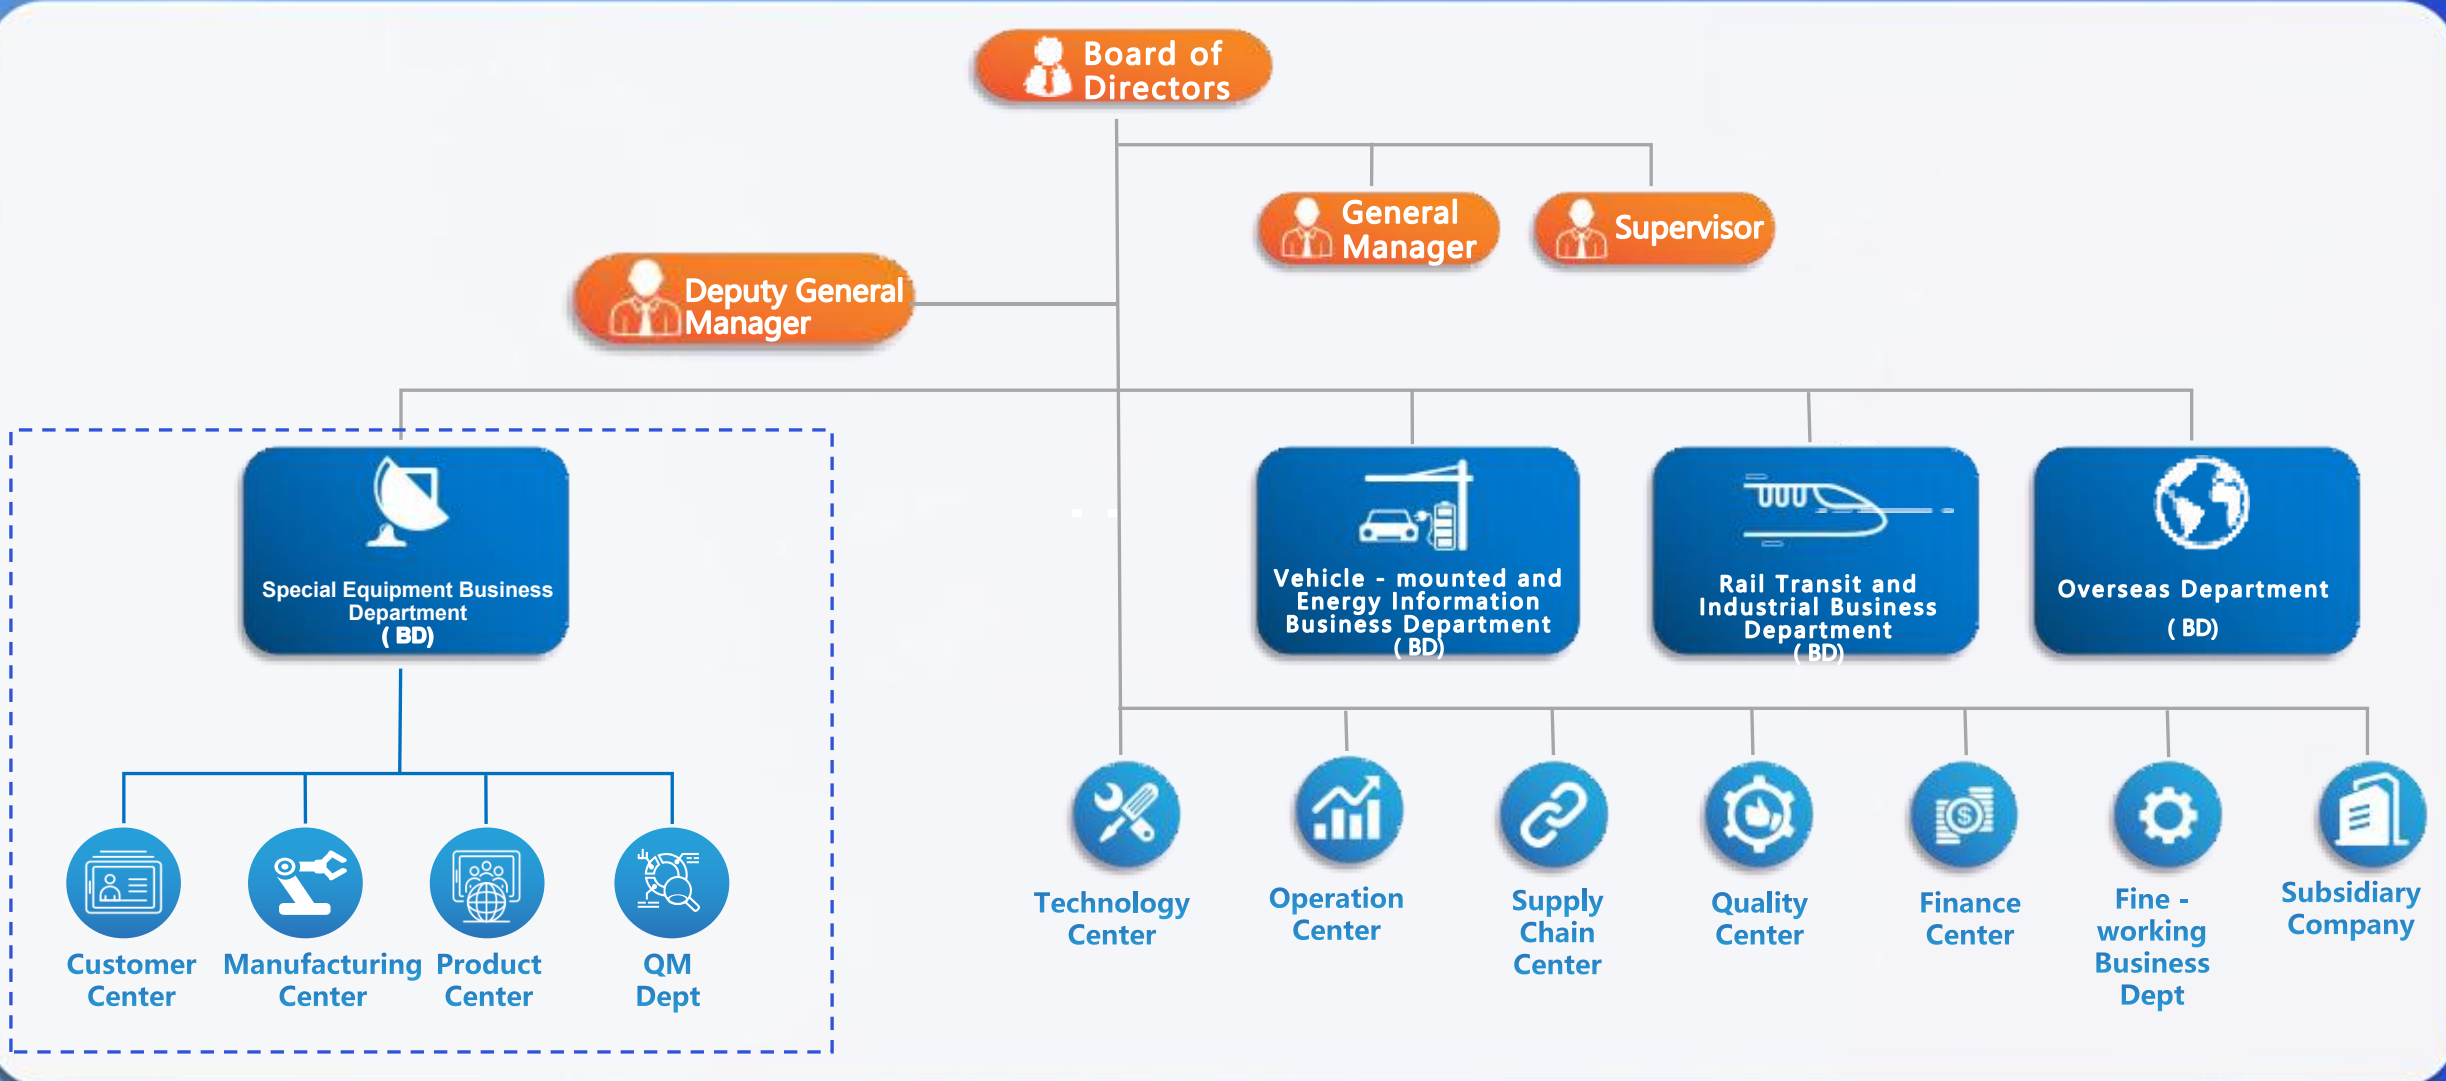 Board of
Directors
General
Manager
Supervisor
Deputy General
Manager
Special Equipment Business
Department
( BD)
Vehicle - mounted and
Energy Information
Business Department
( BD)
Rail Transit and
Industrial Business
Department
( BD)
Overseas Department
( BD)
Customer
Center
Manufacturing
Center
Product
Center
QM
Dept
Technology
Center
Operation
Center
Supply
Chain
Center
Quality
Center
Finance
Center
Fine -
working
Business
Dept
Subsidiary
Company